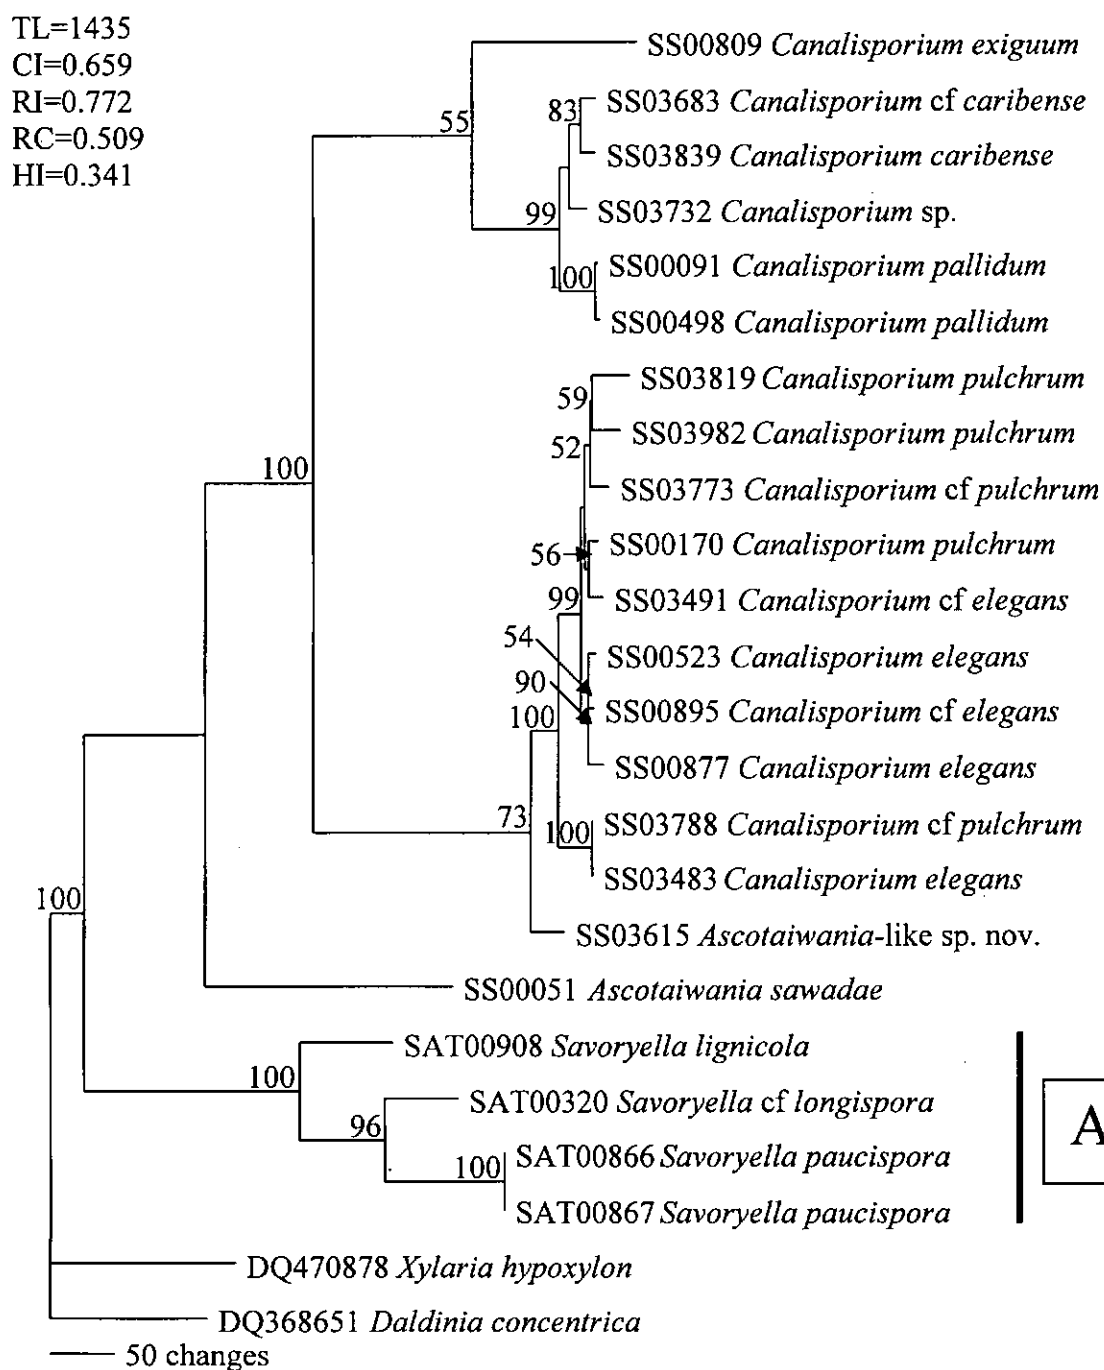 TL=1435
CI=0.659
RI=0.772
RC=0.509
HI=0.341
SS00809 Canalisporium exiguum
55
83
SS03683 Canalisporium cf caribense
SS03839 Canalisporium caribense
99
SS03732 Canalisporium sp.
100
SS00091 Canalisporium pallidum
SS00498 Canalisporium pallidum
59
SS03819 Canalisporium pulchrum
52
SS03982 Canalisporium pulchrum
100
SS03773 Canalisporium cf pulchrum
56
SS00170 Canalisporium pulchrum
99
SS03491 Canalisporium cf elegans
54
SS00523 Canalisporium elegans
90
100
SS00895 Canalisporium cf elegans
SS00877 Canalisporium elegans
73
100
SS03788 Canalisporium cf pulchrum
SS03483 Canalisporium elegans
100
SS03615 Ascotaiwania-like sp. nov.
SS00051 Ascotaiwania sawadae
SAT00908 Savoryella lignicola
100
SAT00320 Savoryella cf longispora
96
A
100
SAT00866 Savoryella paucispora
SAT00867 Savoryella paucispora
DQ470878 Xylaria hypoxylon
DQ368651 Daldinia concentrica
50 changes